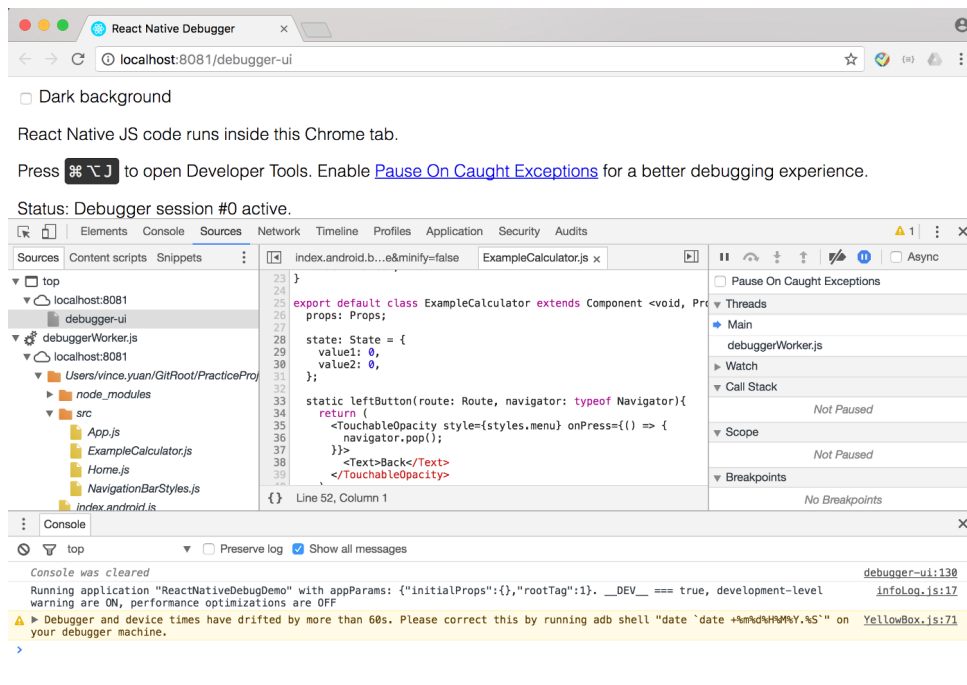 React Native Debugger
localhost:8081/debugger-ui
Dark background
React Native JS code runs inside this Chrome tab.
Press ⌘⌥J to open Developer Tools. Enable Pause On Caught Exceptions for a better debugging experience.
Status: Debugger session #0 active.
Elements Console Sources Network Timeline Profiles Application Security Audits 1
Sources Content scripts Snippets
index.android.b...e&minify=false ExampleCalculator.js
Async
top
localhost:8081
debugger-ui
debuggerWorker.js
localhost:8081
Users/vince.yuan/GitRoot/PracticeProj
node_modules
src
App.js
ExampleCalculator.js
Home.js
NavigationBarStyles.js
index.android.js
23 }
24
25 export default class ExampleCalculator extends Component <void, Pro
26 props: Props;
27
28 state: State = {
29 value1: 0,
30 value2: 0,
31 };
32
33 static leftButton(route: Route, navigator: typeof Navigator){
34 return (
35 <TouchableOpacity style={styles.menu} onPress={() => {
36 navigator.pop();
37 }}>
38 <Text>Back</Text>
39 </TouchableOpacity>
{} Line 52, Column 1
Pause On Caught Exceptions
Threads
Main
debuggerWorker.js
Watch
Call Stack
Not Paused
Scope
Not Paused
Breakpoints
No Breakpoints
Console
top Preserve log Show all messages
Console was cleared debugger-ui:130
Running application "ReactNativeDebugDemo" with appParams: {"initialProps":{},"rootTag":1}. __DEV__ === true, development-level infoLog.js:17
warning are ON, performance optimizations are OFF
Debugger and device times have drifted by more than 60s. Please correct this by running adb shell "date `date +%m%d%H%M%Y.%S`" on YellowBox.js:71
your debugger machine.